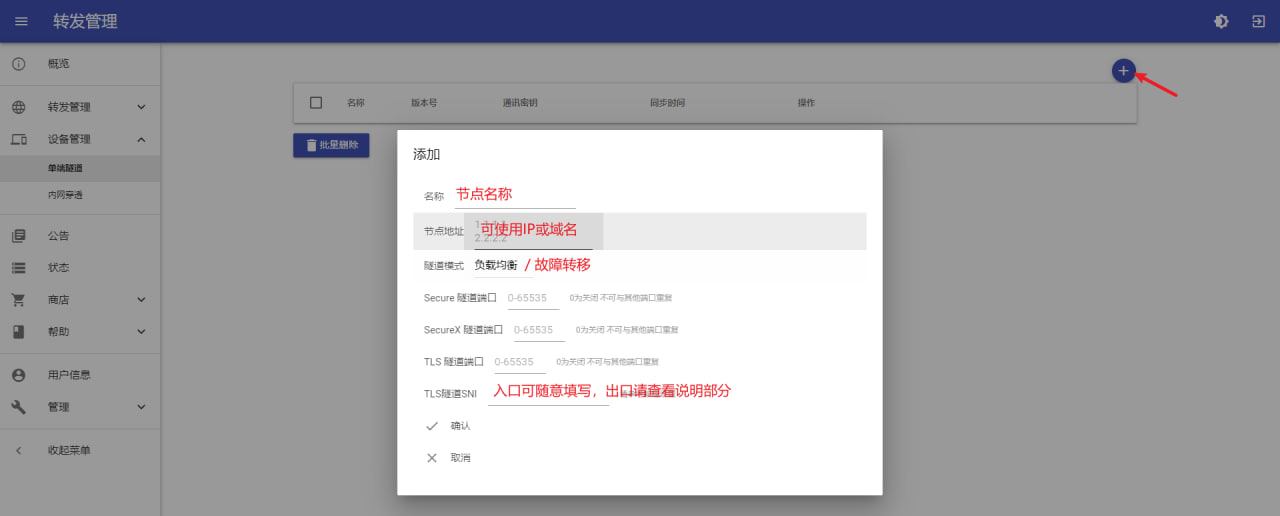 转发管理
概览
转发管理
设备管理
单端隧道
内网穿透
公告
状态
商店
帮助
用户信息
管理
收起菜单
+
名称 版本号 通讯密钥 同步时间 操作
批量删除
添加
名称 节点名称
节点地址 可使用IP或域名
2.2.2.2
隧道模式 负载均衡 / 故障转移
Secure 隧道端口 0-65535 0为关闭 不可与其他端口重复
SecureX 隧道端口 0-65535 0为关闭 不可与其他端口重复
TLS 隧道端口 0-65535 0为关闭 不可与其他端口重复
TLS隧道SNI 入口可随意填写，出口请查看说明部分
确认
取消